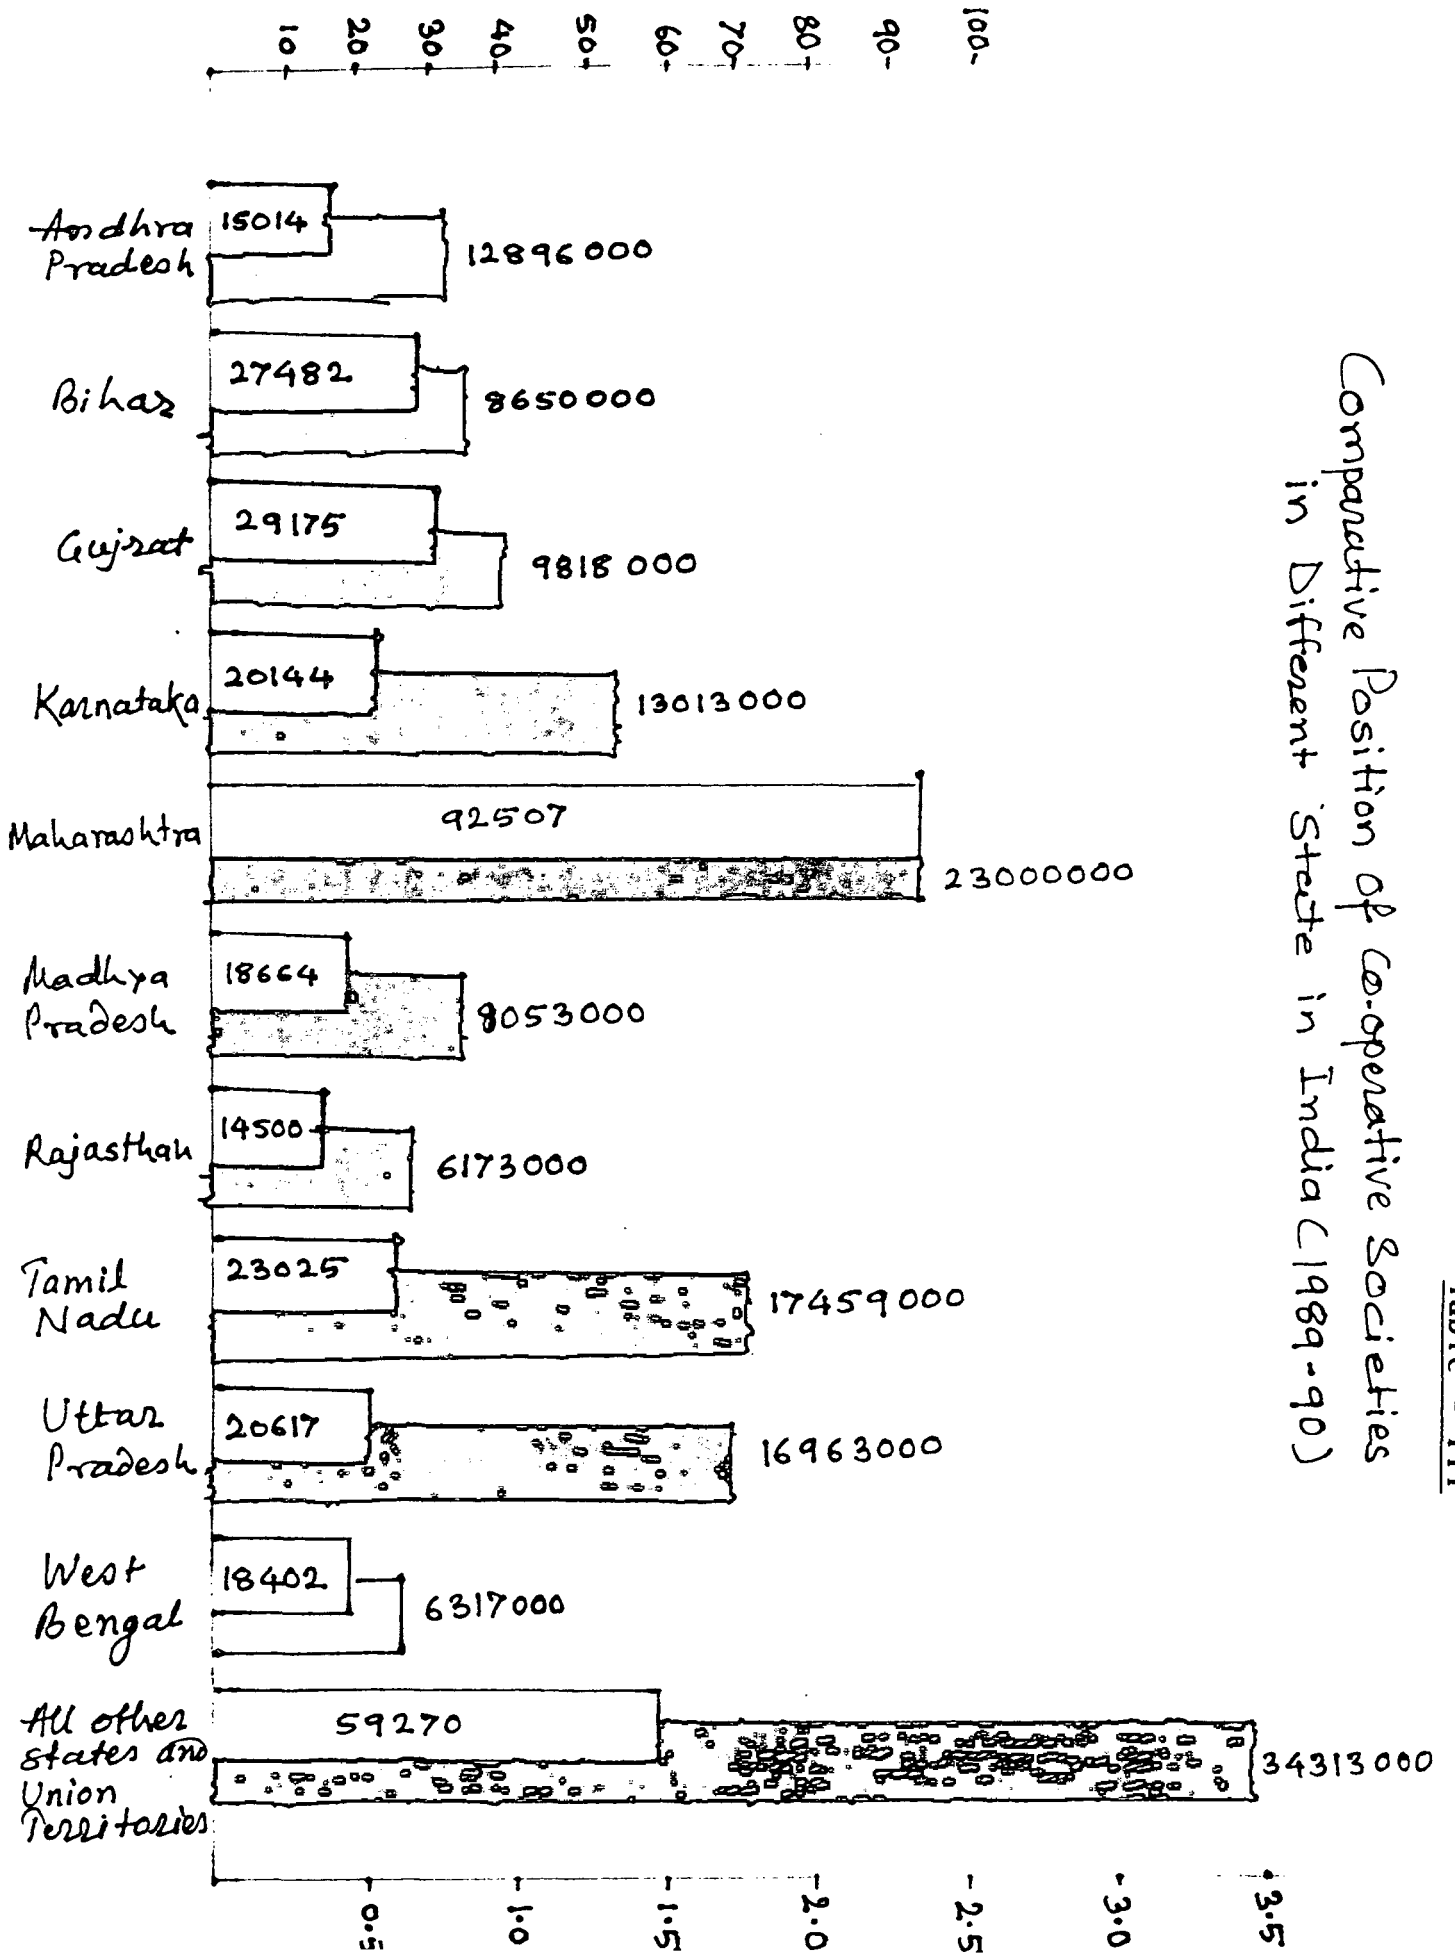 Comparative Position of Co-operative Societies
in Different State in India (1989-90)
10 20 30 40 50 60 70 80 90 100
Andhra
Pradesh
15014
12896000
Bihar
27482
8650000
Gujrat
29175
9818000
Karnataka
20144
13013000
Maharashtra
92507
23000000
Madhya
Pradesh
18664
8053000
Rajasthan
14500
6173000
Tamil
Nadu
23025
17459000
Uttar
Pradesh
20617
16963000
West
Bengal
18402
6317000
All other
states and
Union
Territories
59270
34313000
0.5 1.0 1.5 2.0 2.5 3.0 3.5